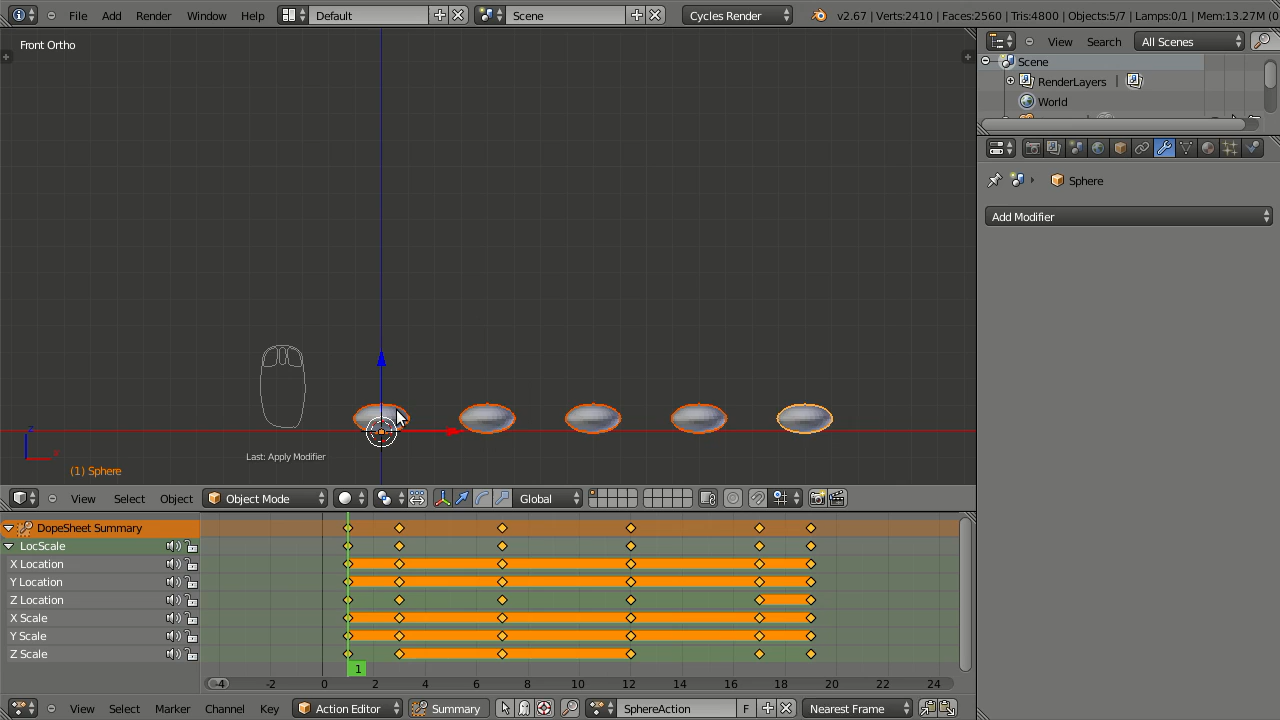 File Add Render Window Help Default Scene Cycles Render v2.67 | Verts:2410 | Faces:2560 | Tris:4800 | Objects:5/7 | Lamps:0/1 | Mem:13.27M (0
Front Ortho
View Search All Scenes
Scene
RenderLayers |
World
Sphere
Add Modifier
Last: Apply Modifier
z
x
(1) Sphere
View Select Object Object Mode Global
DopeSheet Summary
LocScale
X Location
Y Location
Z Location
X Scale
Y Scale
Z Scale
1
-4 -2 0 2 4 6 8 10 12 14 16 18 20 22 24
View Select Marker Channel Key Action Editor Summary SphereAction F Nearest Frame